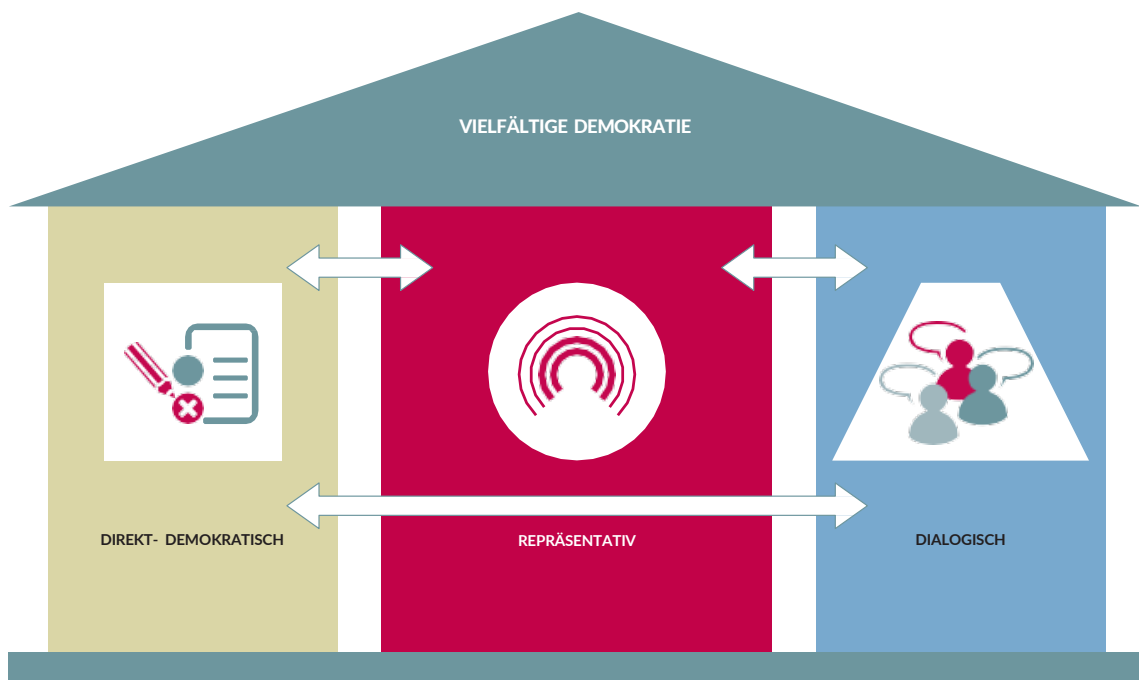 VIELFÄLTIGE DEMOKRATIE
DIREKT- DEMOKRATISCH
REPRÄSENTATIV
DIALOGISCH